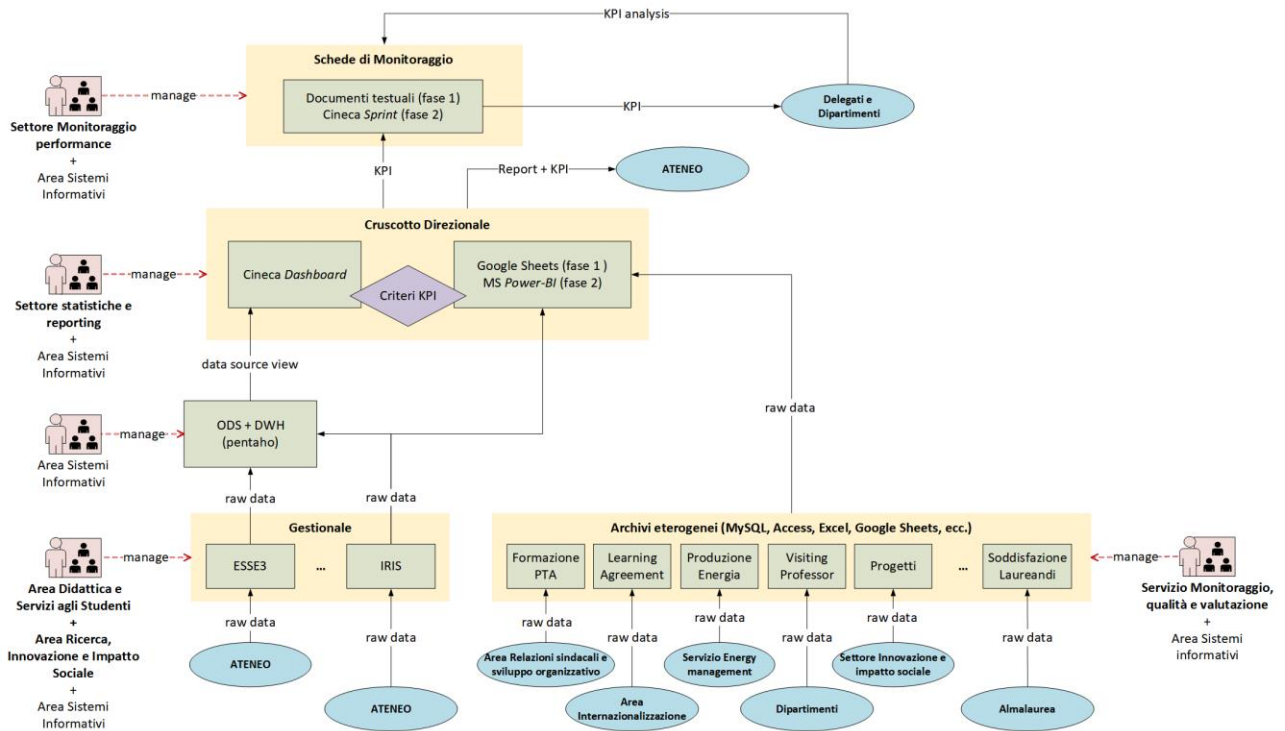 KPI analysis
Schede di Monitoraggio
Documenti testuali (fase 1)
Cineca Sprint (fase 2)
manage
KPI
Delegati e
Dipartimenti
Settore Monitoraggio
performance
+
Area Sistemi
Informativi
KPI
Report + KPI
ATENEO
Cruscotto Direzionale
Cineca Dashboard
Criteri KPI
Google Sheets (fase 1 )
MS Power-BI (fase 2)
manage
Settore statistiche e
reporting
+
Area Sistemi
Informativi
data source view
raw data
ODS + DWH
(pentaho)
manage
Area Sistemi
Informativi
raw data
raw data
Gestionale
ESSE3
...
IRIS
manage
Area Didattica e
Servizi agli Studenti
+
Area Ricerca,
Innovazione e Impatto
Sociale
+
Area Sistemi
Informativi
raw data
ATENEO
raw data
ATENEO
Archivi eterogenei (MySQL, Access, Excel, Google Sheets, ecc.)
Formazione
PTA
Learning
Agreement
Produzione
Energia
Visiting
Professor
Progetti
...
Soddisfazione
Laureandi
manage
Servizio Monitoraggio,
qualità e valutazione
+
Area Sistemi
informativi
raw data
raw data
raw data
raw data
raw data
raw data
Area Relazioni sindacali e
sviluppo organizzativo
Servizio Energy
management
Settore Innovazione e
impatto sociale
Area
Internazionalizzazione
Dipartimenti
Almalaurea